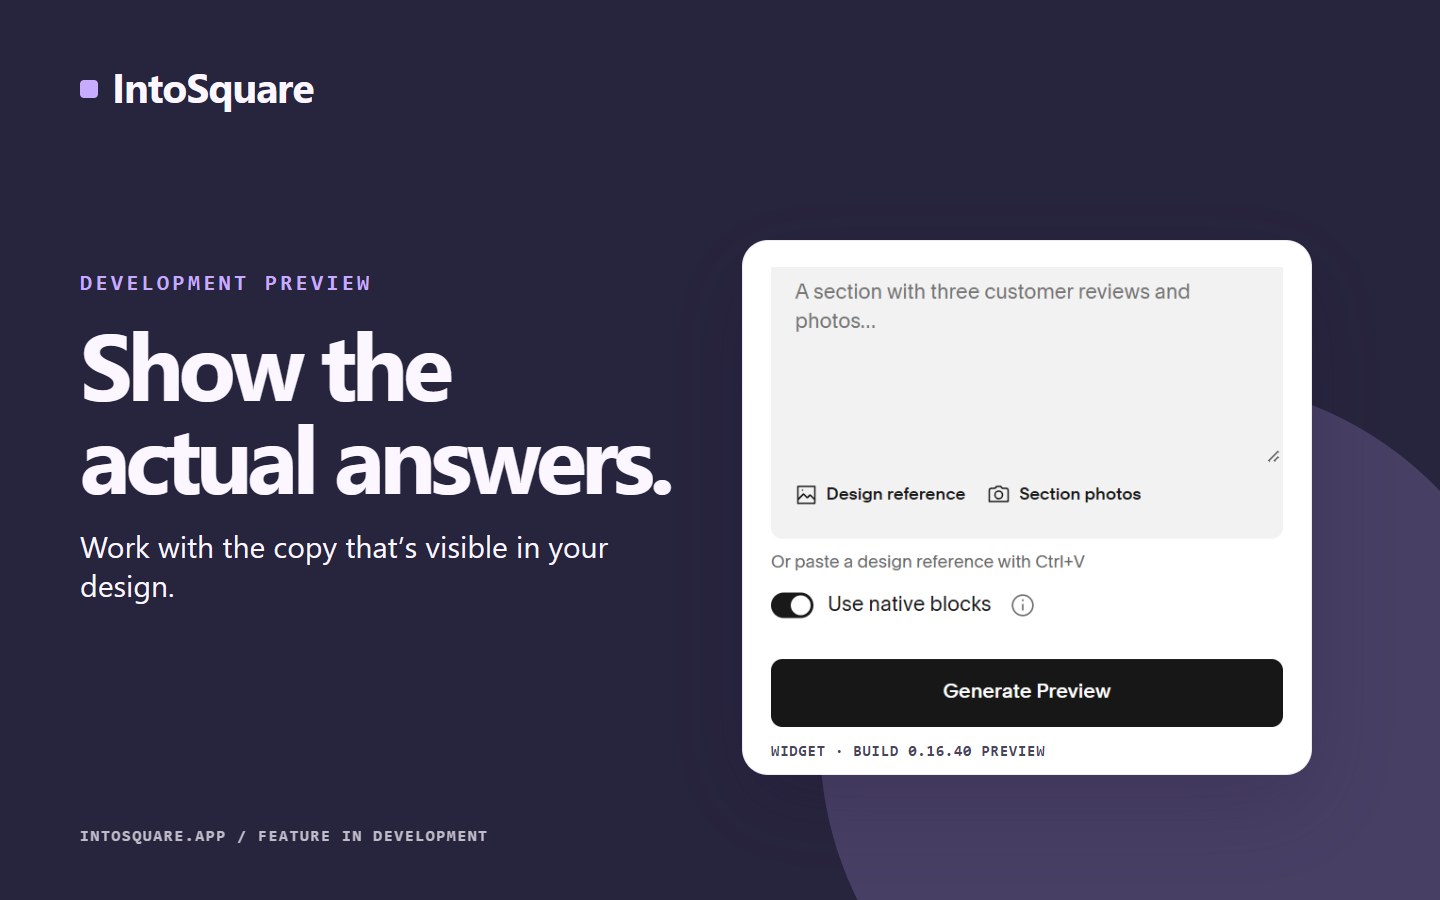 IntoSquare
DEVELOPMENT PREVIEW
Show the
actual answers.
Work with the copy that’s visible in your
design.
INTOSQUARE.APP / FEATURE IN DEVELOPMENT
A section with three customer reviews and
photos...
Design reference Section photos
Or paste a design reference with Ctrl+V
Use native blocks
Generate Preview
WIDGET · BUILD 0.16.40 PREVIEW